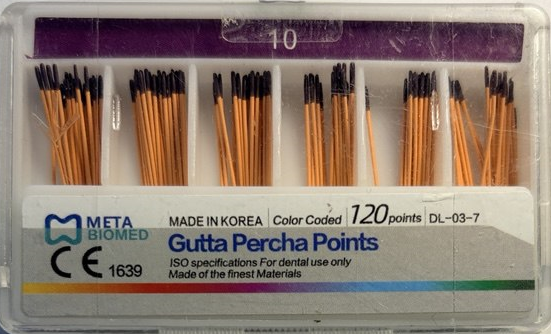 10
META
BIOMED
MADE IN KOREA
Color Coded
120 points
DL-03-7
Gutta Percha Points
CE 1639
ISO specifications For dental use only
Made of the finest Materials